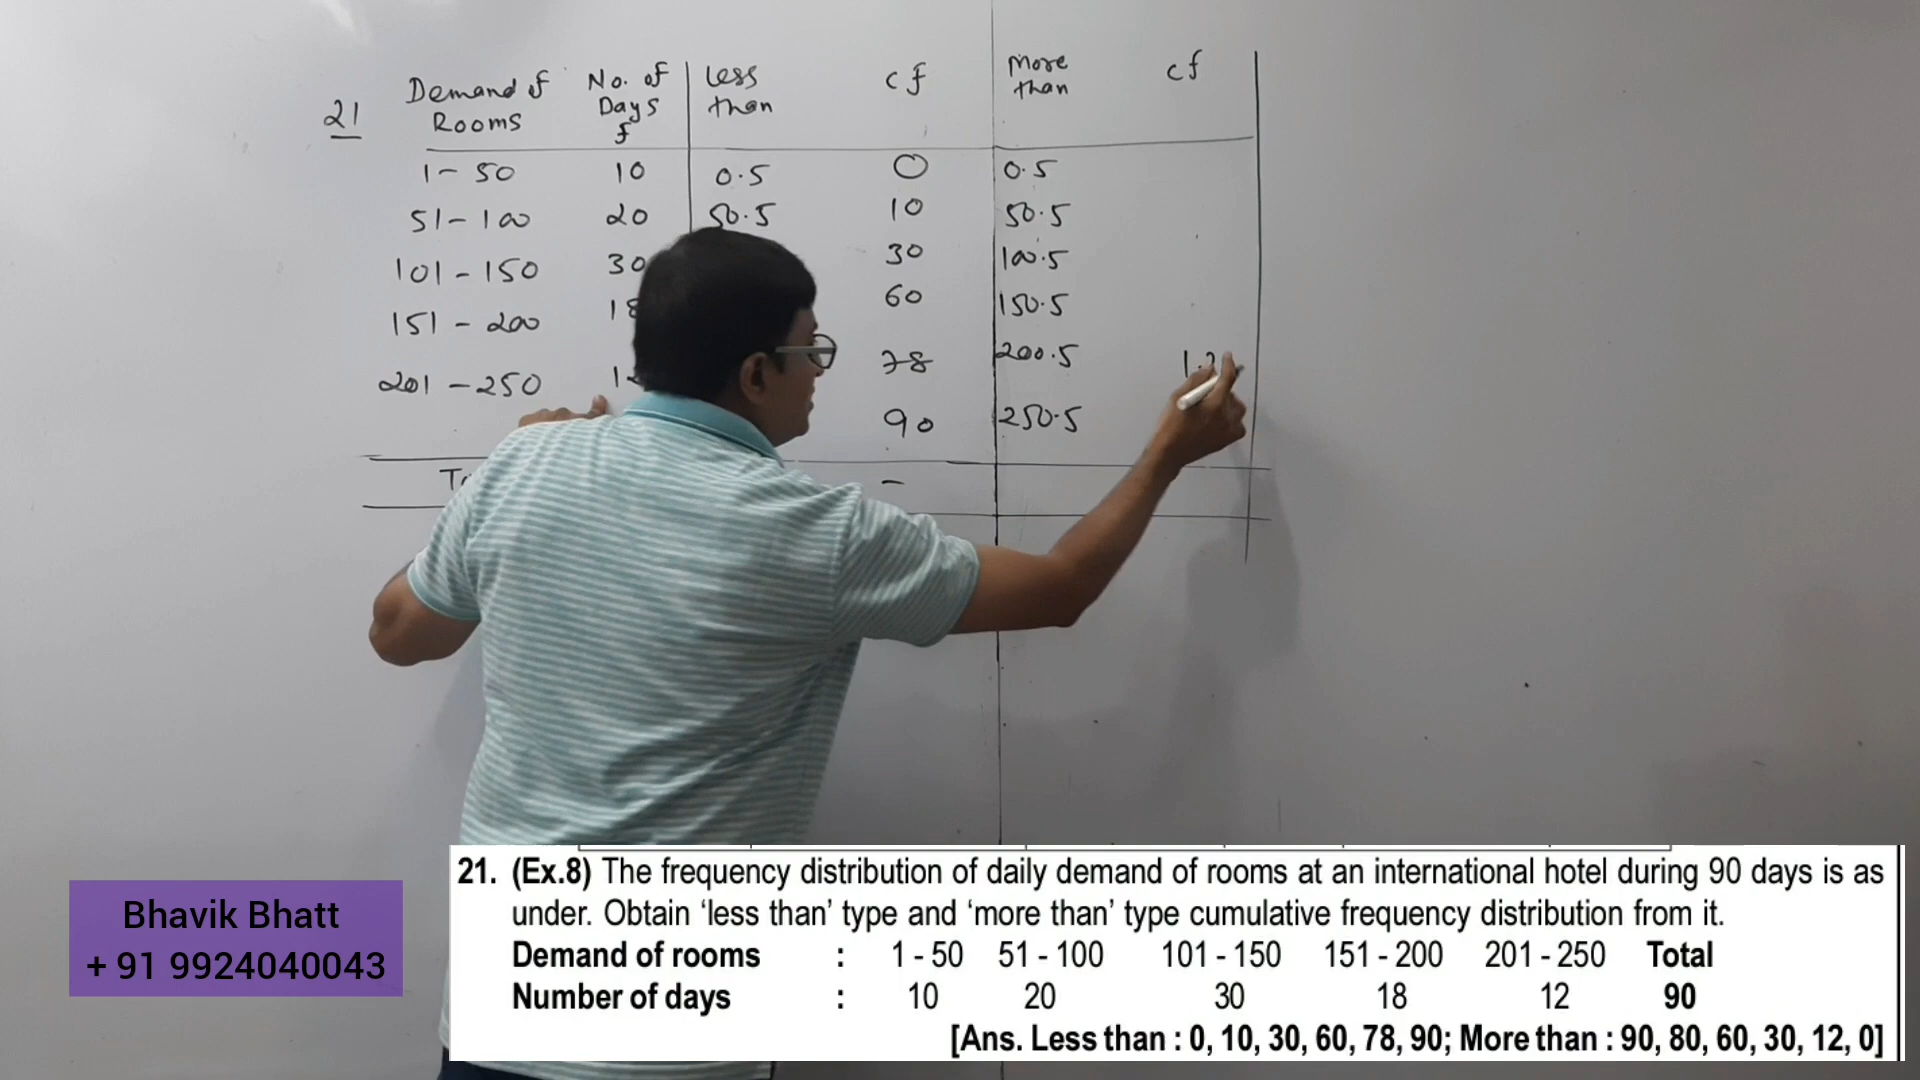 21
Demand of Rooms
No. of Days f
Less than
cf
More than
cf
1 - 50 10 0.5 0 0.5
51 - 100 20 50.5 10 50.5
101 - 150 30 30 100.5
151 - 200 60 150.5
201 - 250 78 200.5
90 250.5
-
Bhavik Bhatt
+ 91 9924040043
21. (Ex.8) The frequency distribution of daily demand of rooms at an international hotel during 90 days is as
under. Obtain ‘less than’ type and ‘more than’ type cumulative frequency distribution from it.
Demand of rooms : 1 - 50 51 - 100 101 - 150 151 - 200 201 - 250 Total
Number of days : 10 20 30 18 12 90
[Ans. Less than : 0, 10, 30, 60, 78, 90; More than : 90, 80, 60, 30, 12, 0]